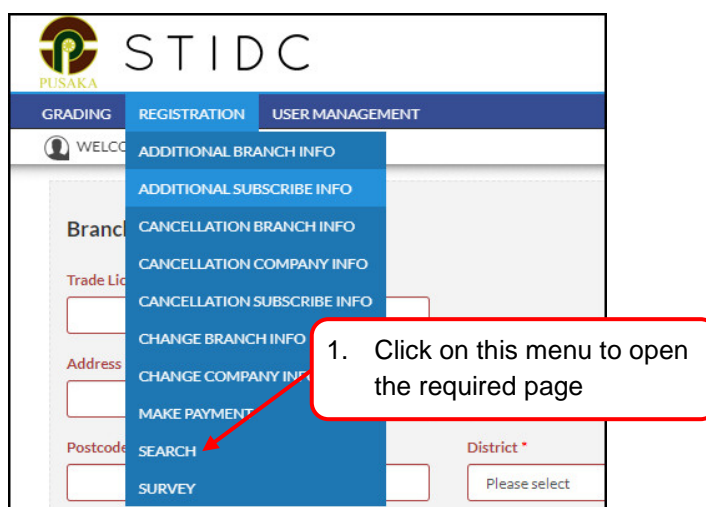 STIDC
PUSAKA
GRADING REGISTRATION USER MANAGEMENT
WELCO
ADDITIONAL BRANCH INFO
ADDITIONAL SUBSCRIBE INFO
Branch
CANCELLATION BRANCH INFO
CANCELLATION COMPANY INFO
Trade Lic
CANCELLATION SUBSCRIBE INFO
CHANGE BRANCH INFO
1. Click on this menu to open
the required page
Address
CHANGE COMPANY INFO
MAKE PAYMENT
Postcode
SEARCH
District *
Please select
SURVEY